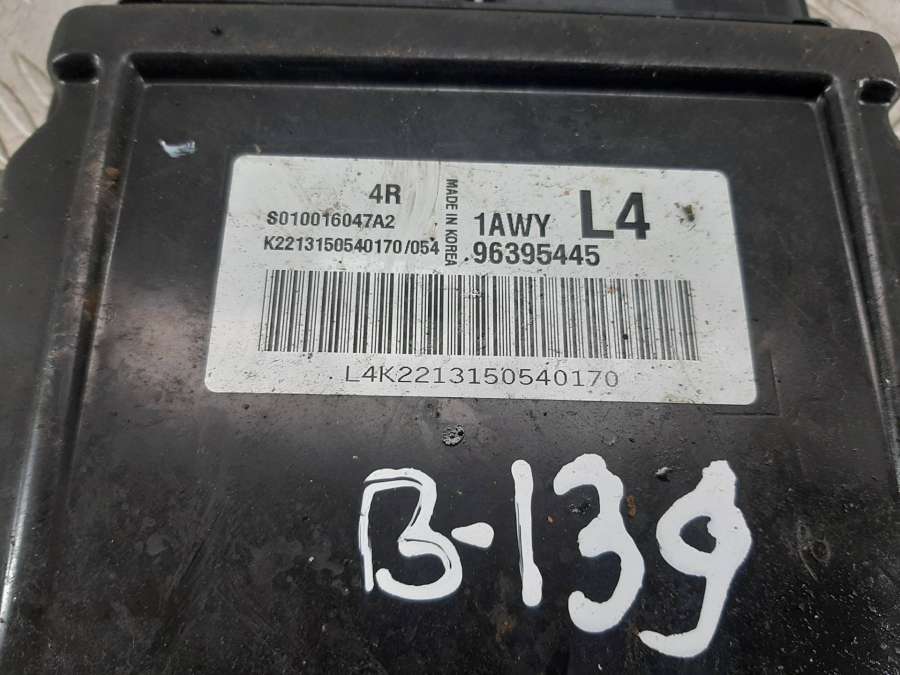 4R
S010016047A2
K2213150540170/054
MADE IN KOREA
1AWY L4
96395445
L4K2213150540170
B-139